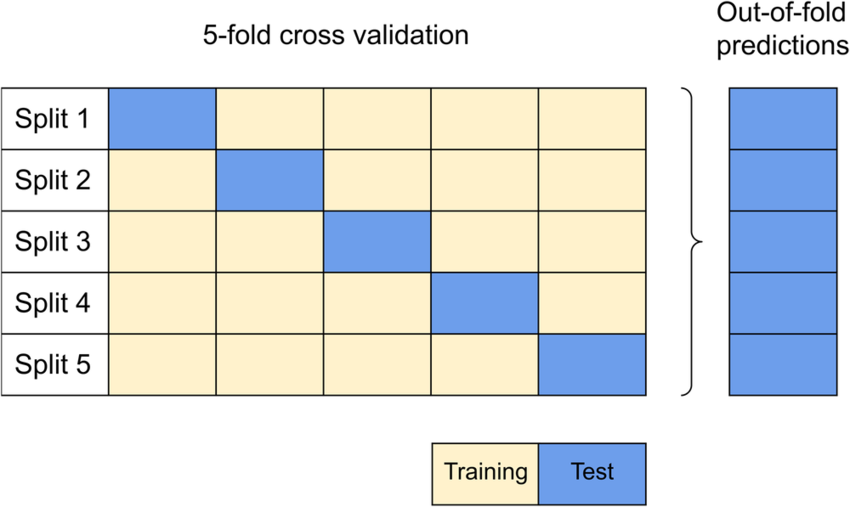 5-fold cross validation
Out-of-fold
predictions
Split 1
Split 2
Split 3
Split 4
Split 5
Training
Test